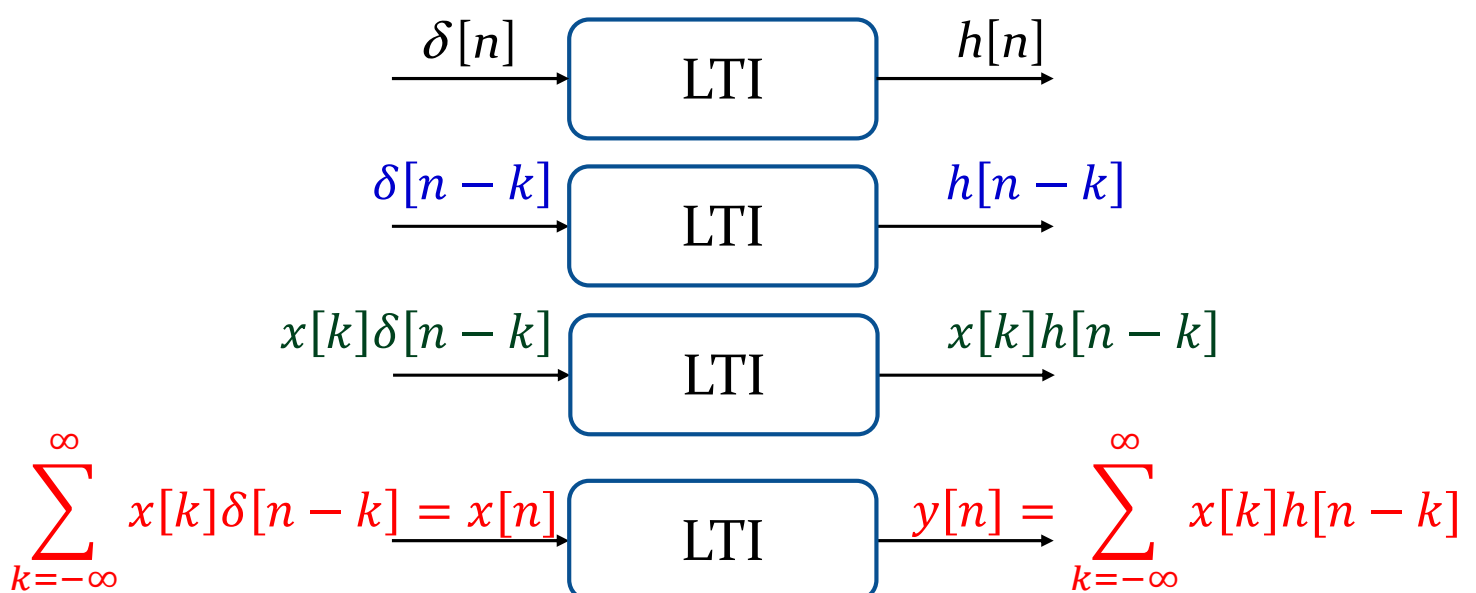 δ[n] LTI h[n]
δ[n − k] LTI h[n − k]
x[k]δ[n − k] LTI x[k]h[n − k]
∑_{k=−∞}^{∞} x[k]δ[n − k] = x[n] LTI y[n] = ∑_{k=−∞}^{∞} x[k]h[n − k]